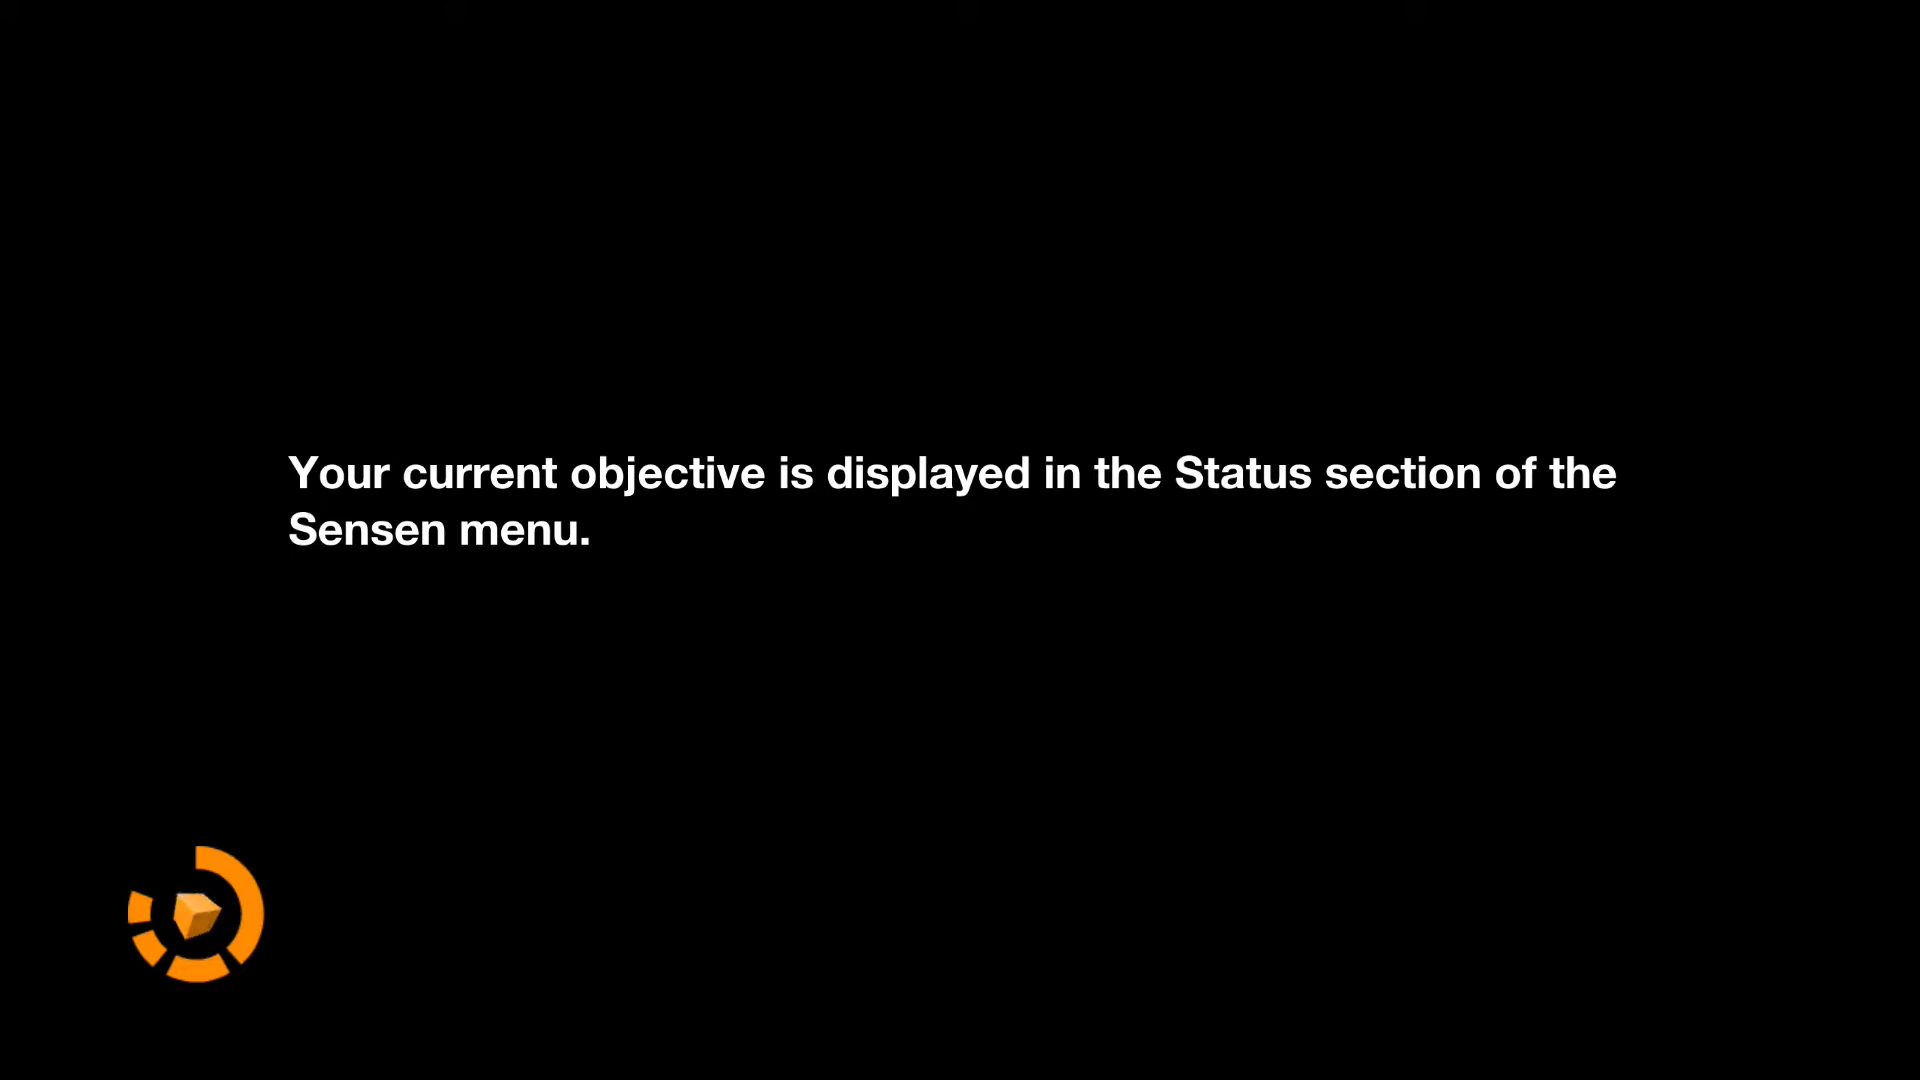 Your current objective is displayed in the Status section of the
Sensen menu.